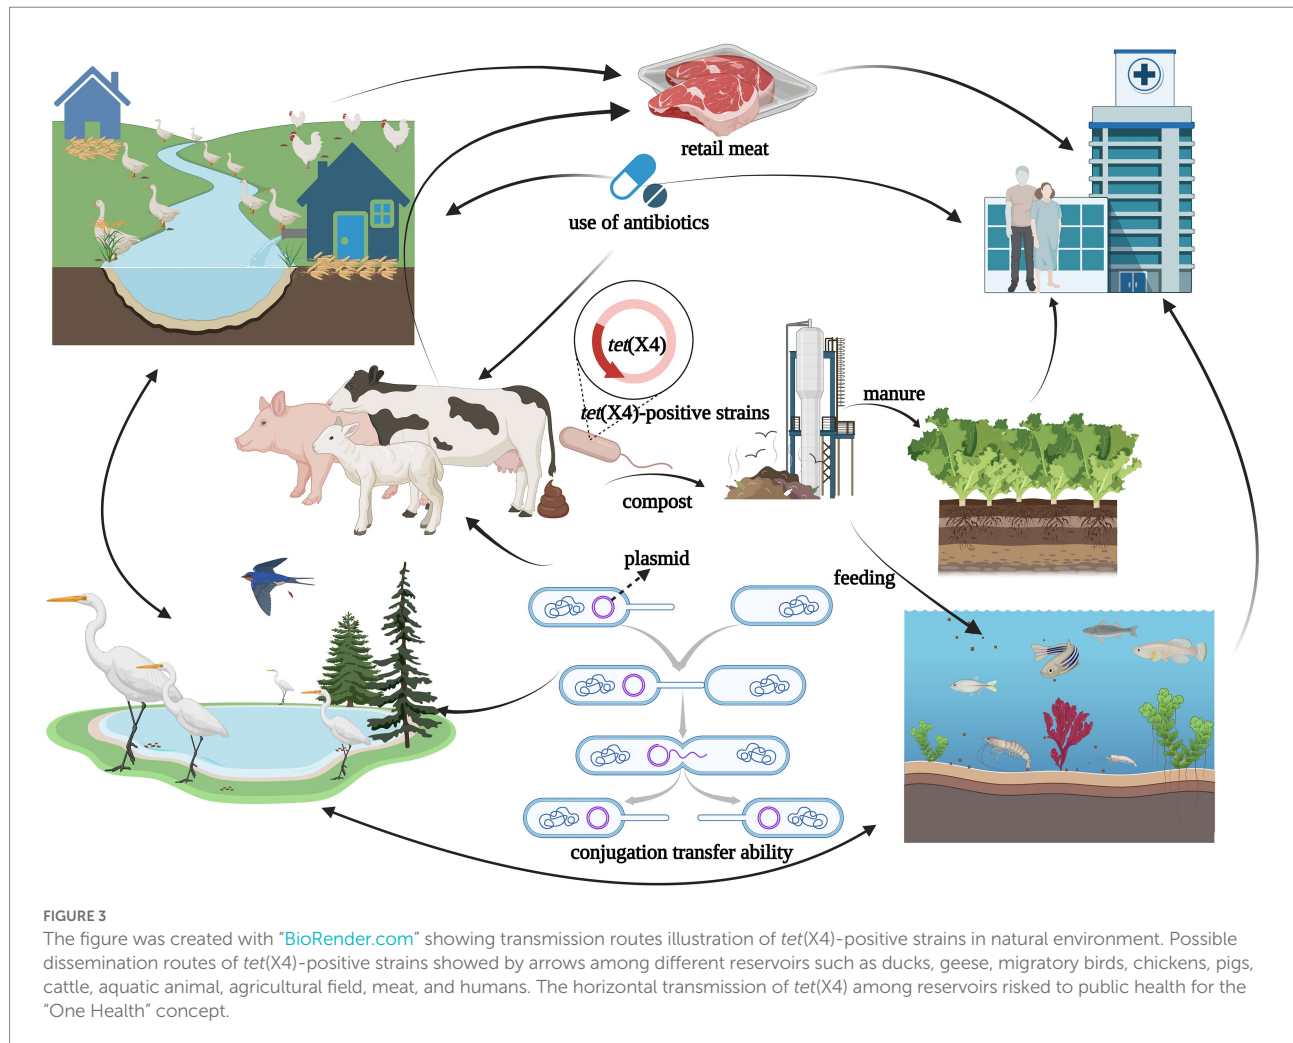 retail meat
use of antibiotics
tet(X4)
tet(X4)-positive strains
manure
compost
plasmid
feeding
conjugation transfer ability
FIGURE 3
The figure was created with “BioRender.com” showing transmission routes illustration of tet(X4)-positive strains in natural environment. Possible
dissemination routes of tet(X4)-positive strains showed by arrows among different reservoirs such as ducks, geese, migratory birds, chickens, pigs,
cattle, aquatic animal, agricultural field, meat, and humans. The horizontal transmission of tet(X4) among reservoirs risked to public health for the
“One Health” concept.